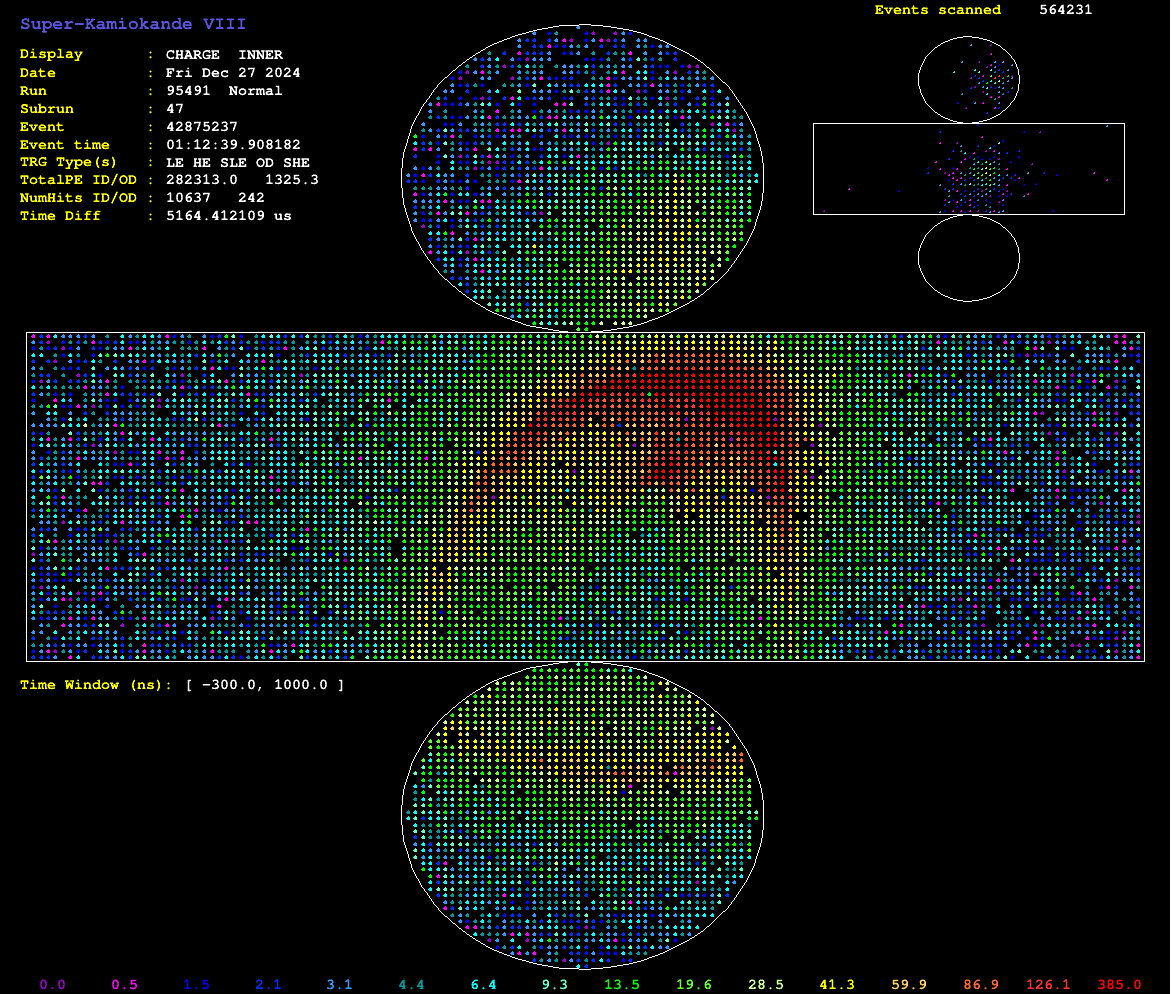 Super-Kamiokande VIII
Events scanned 564231
Display : CHARGE INNER
Date : Fri Dec 27 2024
Run : 95491 Normal
Subrun : 47
Event : 42875237
Event time : 01:12:39.908182
TRG Type(s) : LE HE SLE OD SHE
TotalPE ID/OD : 282313.0 1325.3
NumHits ID/OD : 10637 242
Time Diff : 5164.412109 us
Time Window (ns): [ −300.0, 1000.0 ]
0.0 0.5 1.5 2.1 3.1 4.4 6.4 9.3 13.5 19.6 28.5 41.3 59.9 86.9 126.1 385.0